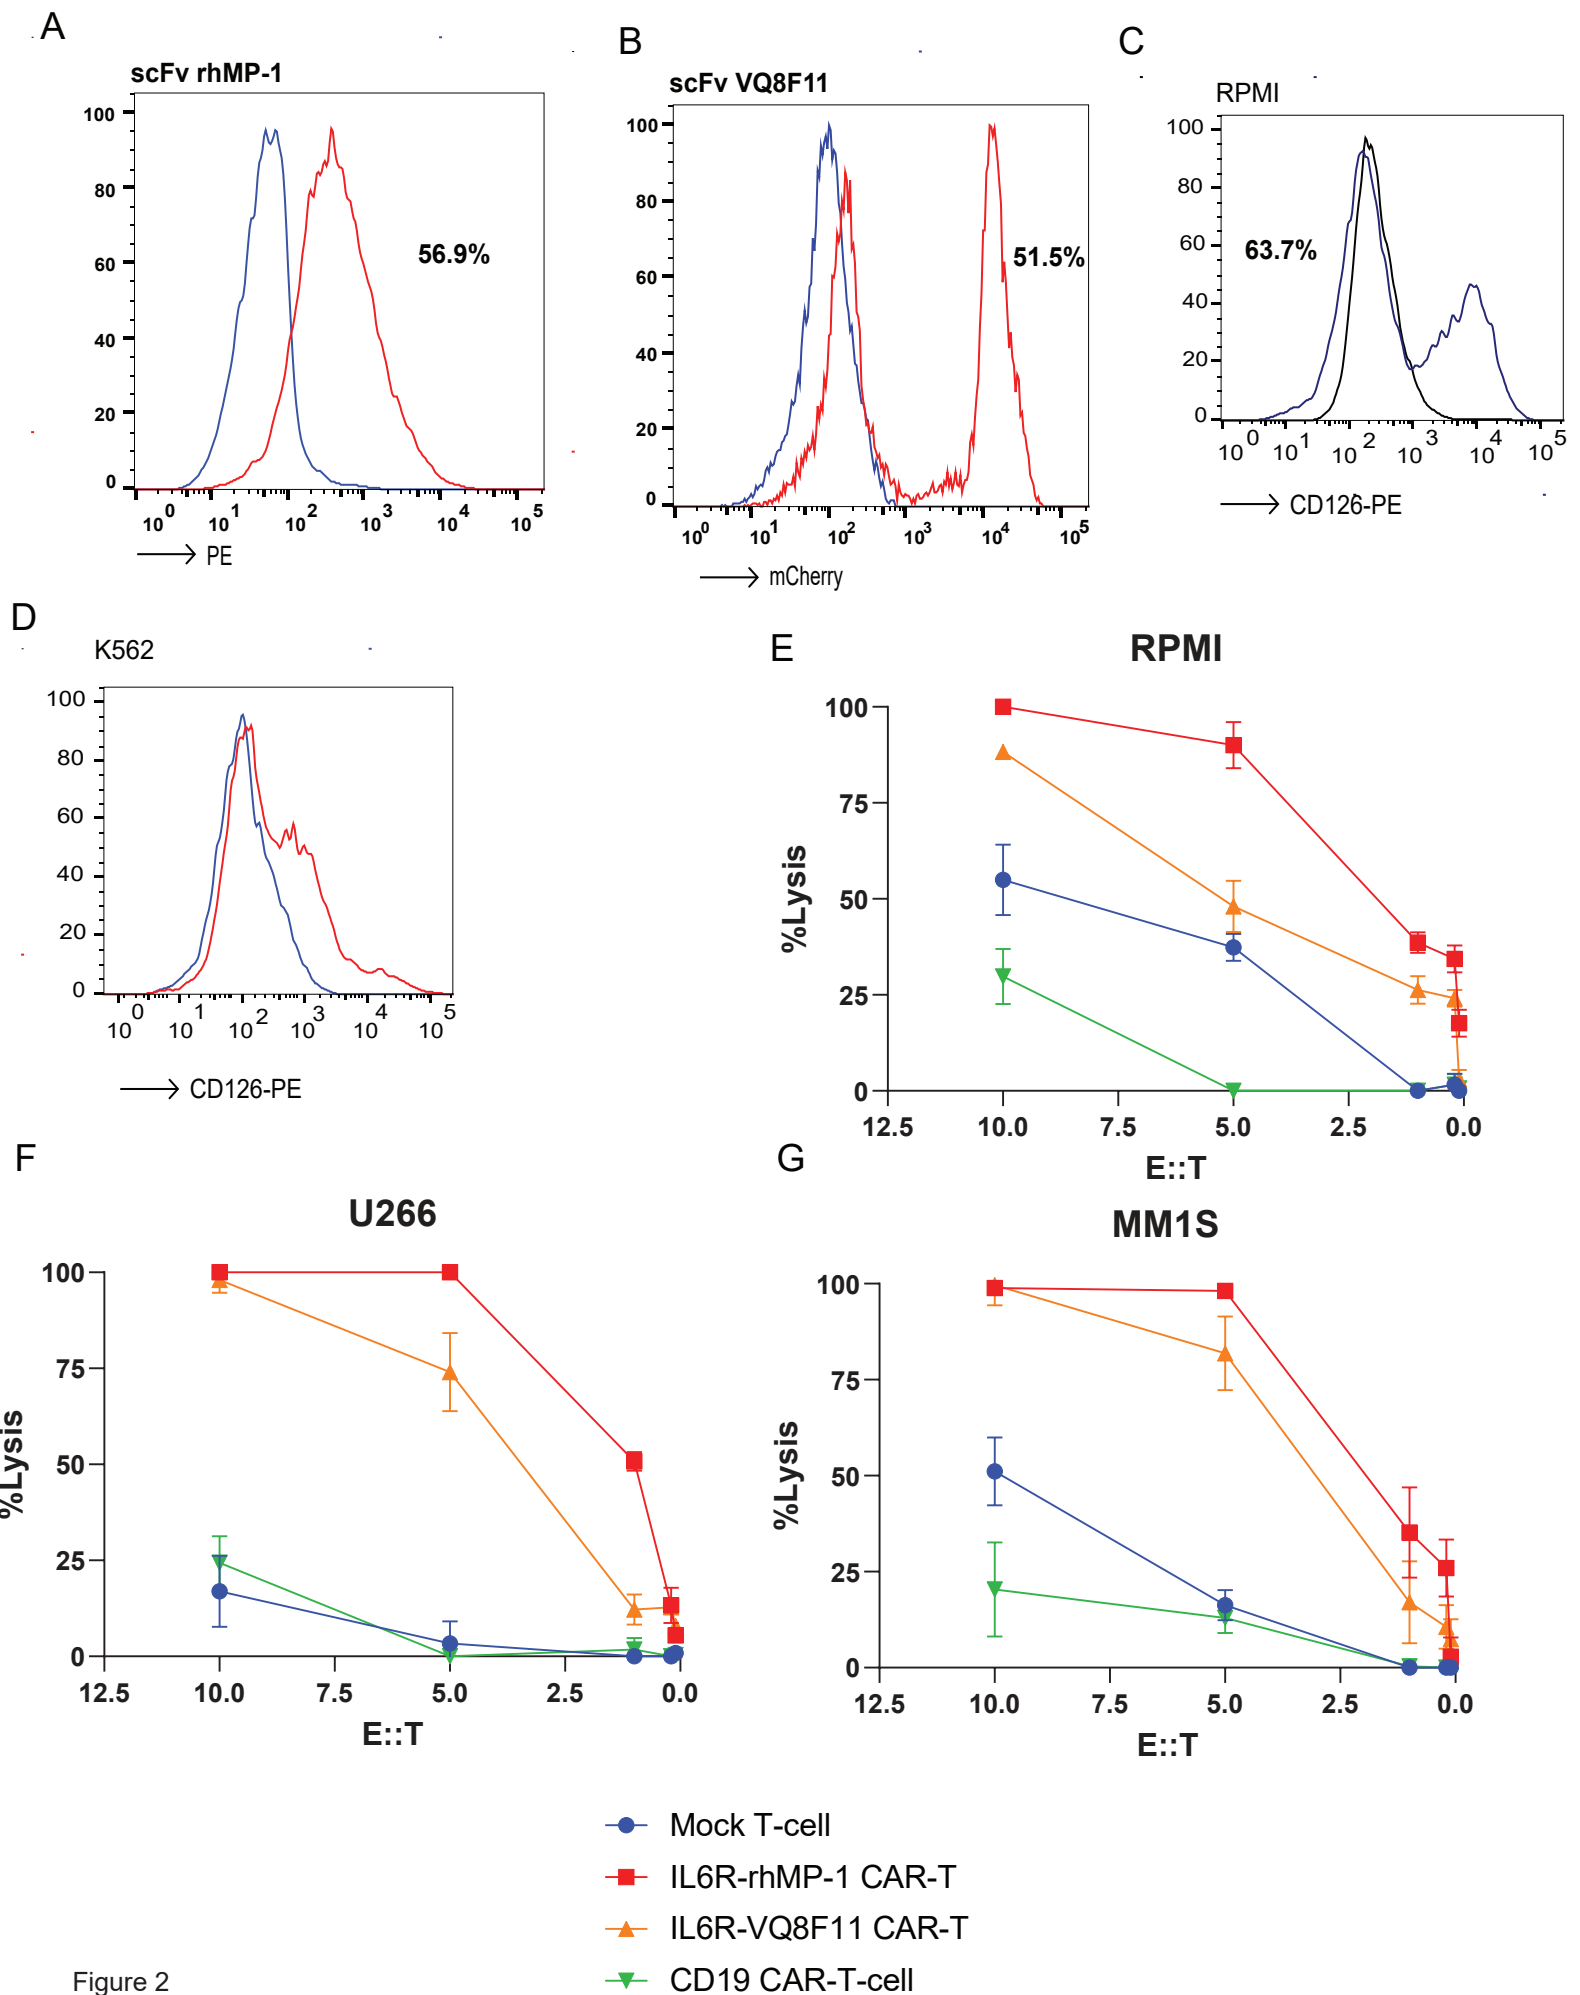 A
scFv rhMP-1
100
80
60
40
20
0
56.9%
10^0 10^1 10^2 10^3 10^4 10^5
PE
B
scFv VQ8F11
100
80
60
40
20
0
51.5%
10^0 10^1 10^2 10^3 10^4 10^5
mCherry
C
RPMI
100
80
60
40
20
0
63.7%
10^0 10^1 10^2 10^3 10^4 10^5
CD126-PE
D
K562
100
80
60
40
20
0
10^0 10^1 10^2 10^3 10^4 10^5
CD126-PE
E
RPMI
%Lysis
100
75
50
25
0
12.5 10.0 7.5 5.0 2.5 0.0
E::T
F
U266
%Lysis
100
75
50
25
0
12.5 10.0 7.5 5.0 2.5 0.0
E::T
G
MM1S
%Lysis
100
75
50
25
0
12.5 10.0 7.5 5.0 2.5 0.0
E::T
Mock T-cell
IL6R-rhMP-1 CAR-T
IL6R-VQ8F11 CAR-T
CD19 CAR-T-cell
Figure 2